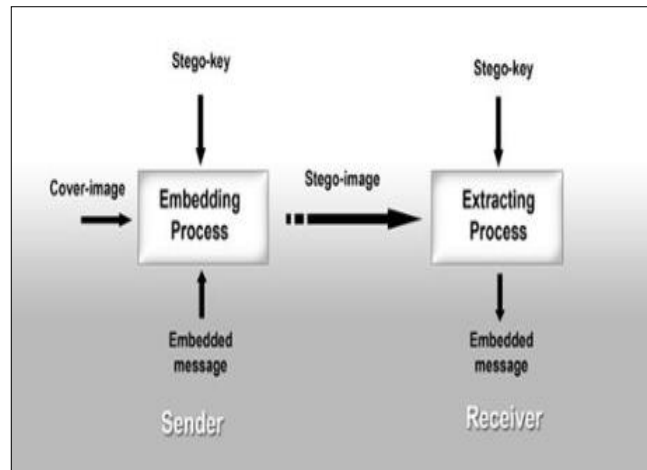 Stego-key
Stego-key
Cover-image
Embedding
Process
Stego-image
Extracting
Process
Embedded
message
Embedded
message
Sender
Receiver